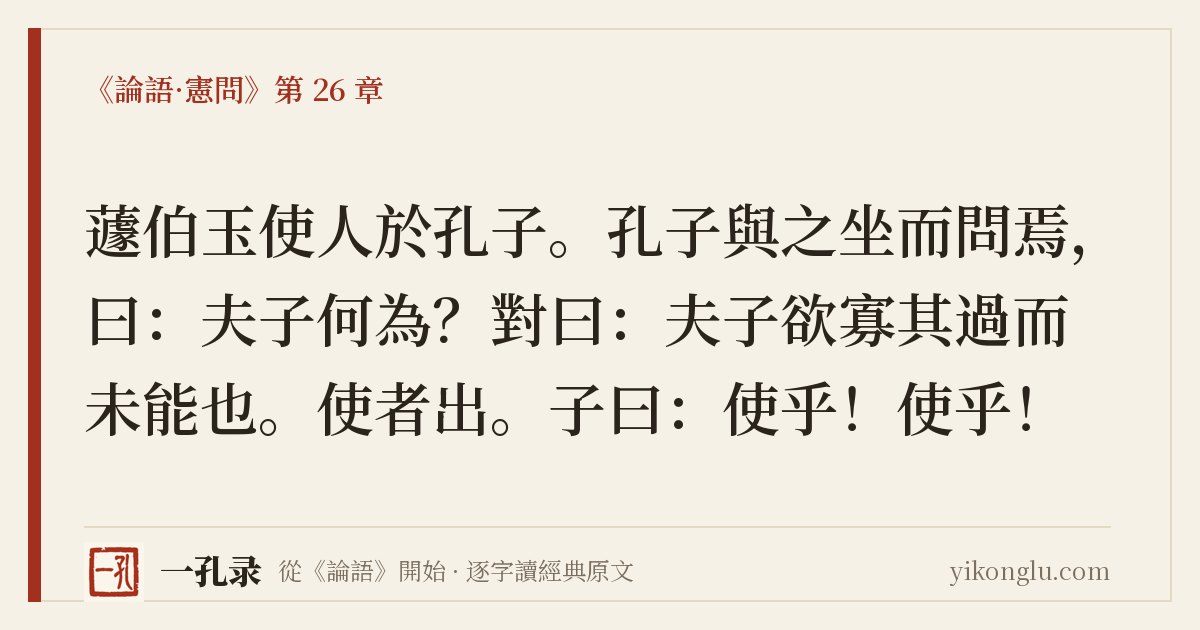 《論語·憲問》第 26 章
蘧伯玉使人於孔子。孔子與之坐而問焉,
曰：夫子何為？對曰：夫子欲寡其過而
未能也。使者出。子曰：使乎！使乎！
一孔
一孔录 從《論語》開始 · 逐字讀經典原文 yikonglu.com